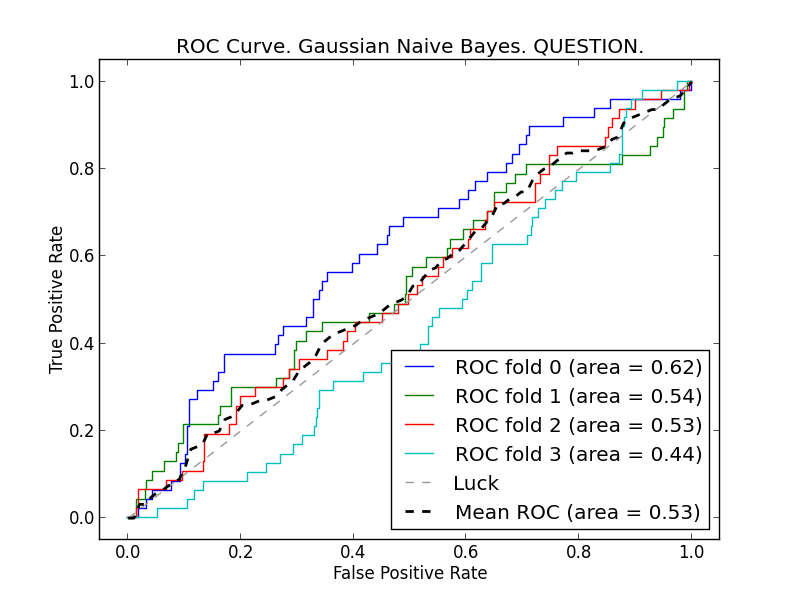 ROC Curve. Gaussian Naive Bayes. QUESTION.
True Positive Rate
1.0
0.8
0.6
0.4
0.2
0.0
ROC fold 0 (area = 0.62)
ROC fold 1 (area = 0.54)
ROC fold 2 (area = 0.53)
ROC fold 3 (area = 0.44)
Luck
Mean ROC (area = 0.53)
0.0 0.2 0.4 0.6 0.8 1.0
False Positive Rate